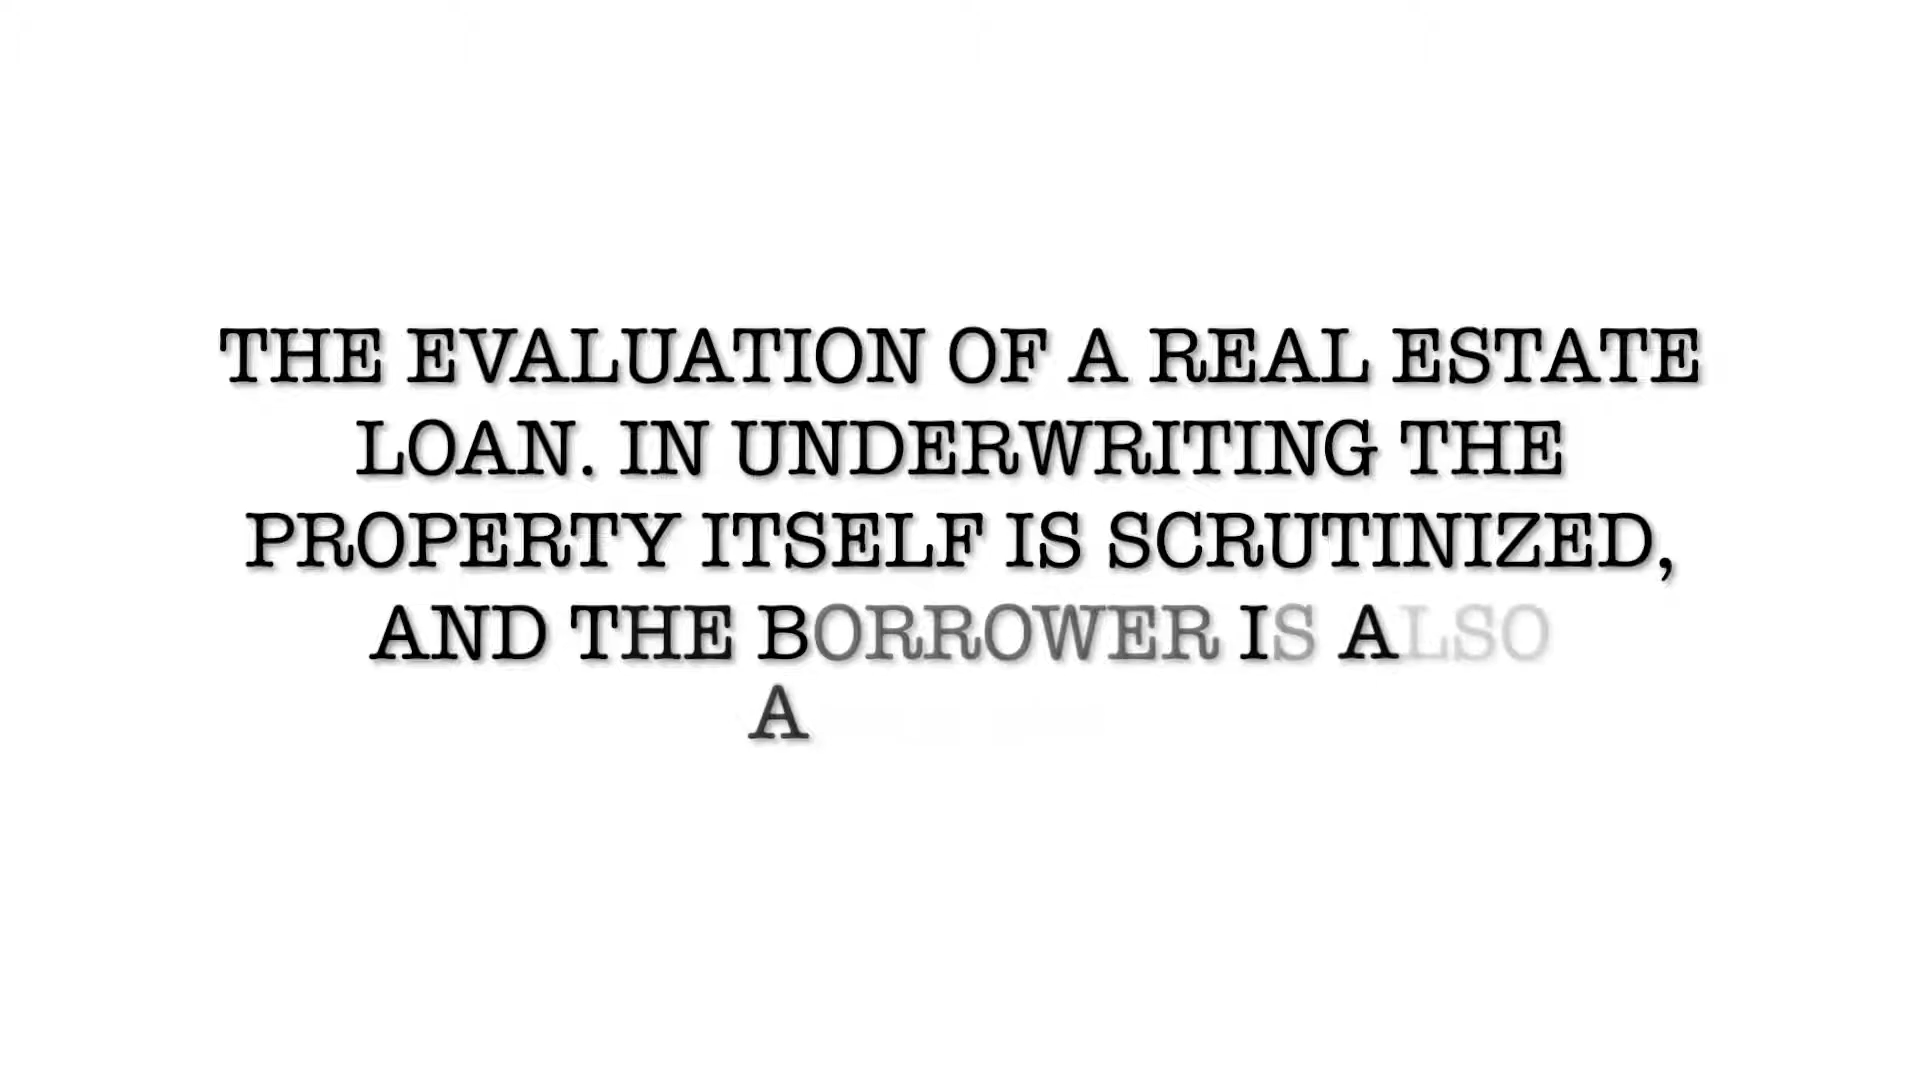 THE EVALUATION OF A REAL ESTATE
LOAN. IN UNDERWRITING THE
PROPERTY ITSELF IS SCRUTINIZED,
AND THE BORROWER IS ALSO
A